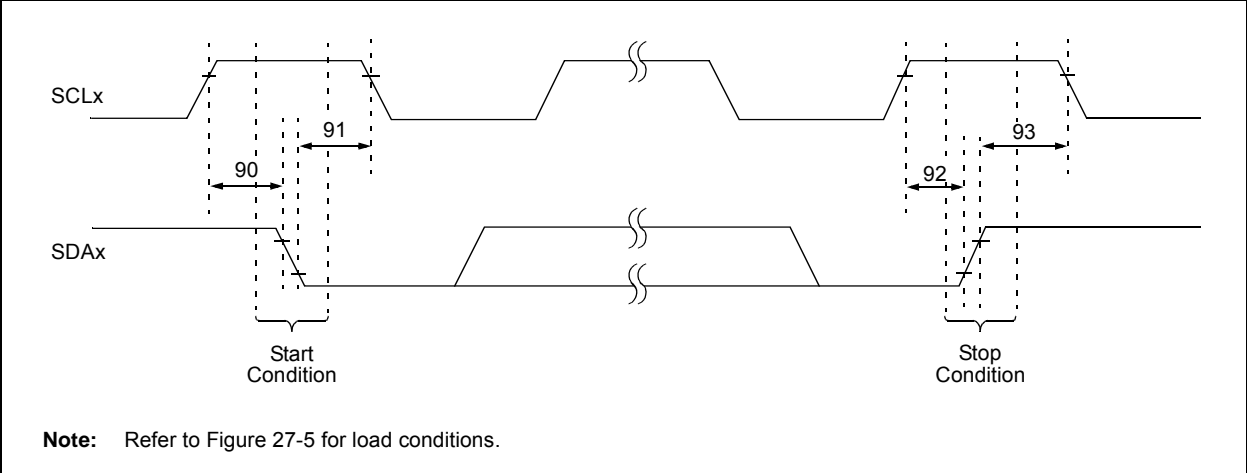 SCLx
91
93
90
92
SDAx
Start
Condition
Stop
Condition
Note: Refer to Figure 27-5 for load conditions.